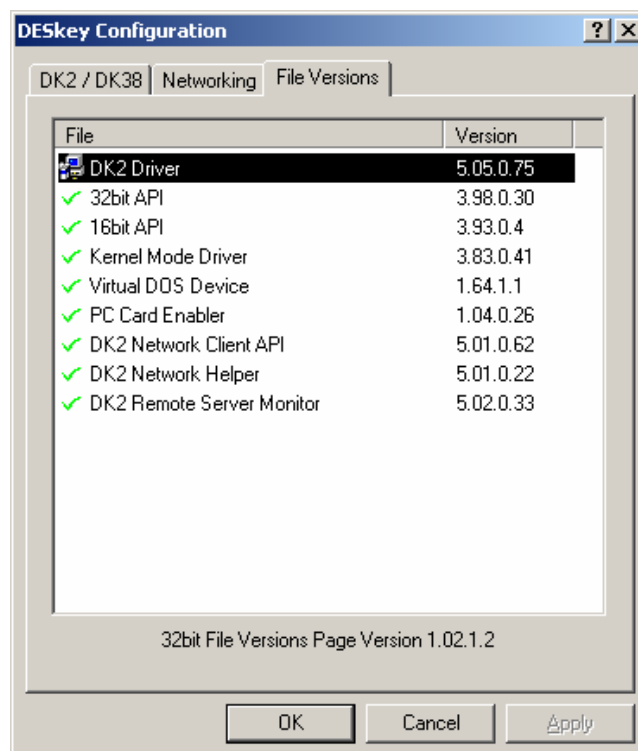 DESkey Configuration
DK2 / DK38 Networking File Versions
File Version
DK2 Driver 5.05.0.75
32bit API 3.98.0.30
16bit API 3.93.0.4
Kernel Mode Driver 3.83.0.41
Virtual DOS Device 1.64.1.1
PC Card Enabler 1.04.0.26
DK2 Network Client API 5.01.0.62
DK2 Network Helper 5.01.0.22
DK2 Remote Server Monitor 5.02.0.33
32bit File Versions Page Version 1.02.1.2
OK Cancel Apply